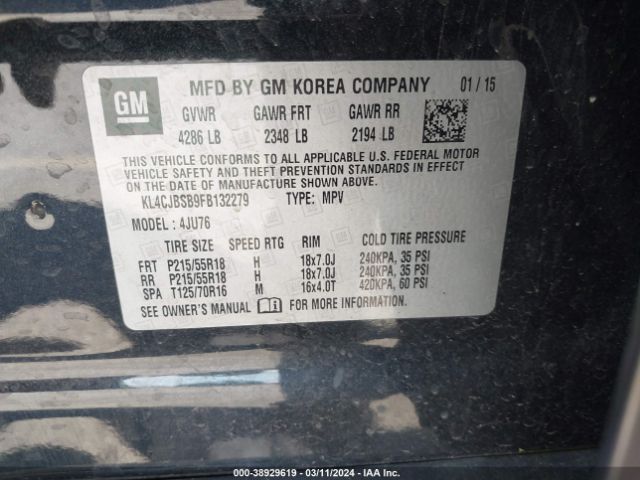 GM
MFD BY GM KOREA COMPANY 01 / 15
GVWR GAWR FRT GAWR RR
4286 LB 2348 LB 2194 LB
THIS VEHICLE CONFORMS TO ALL APPLICABLE U.S. FEDERAL MOTOR
VEHICLE SAFETY AND THEFT PREVENTION STANDARDS IN EFFECT
ON THE DATE OF MANUFACTURE SHOWN ABOVE.
KL4CJBSB9FB132279 TYPE: MPV
MODEL : 4JU76
TIRE SIZE SPEED RTG RIM COLD TIRE PRESSURE
FRT P215/55R18 H 18x7.0J 240KPA, 35 PSI
RR P215/55R18 H 18x7.0J 240KPA, 35 PSI
SPA T125/70R16 M 16x4.0T 420KPA, 60 PSI
SEE OWNER'S MANUAL FOR MORE INFORMATION
000-38929619 - 03/11/2024 - IAA Inc.